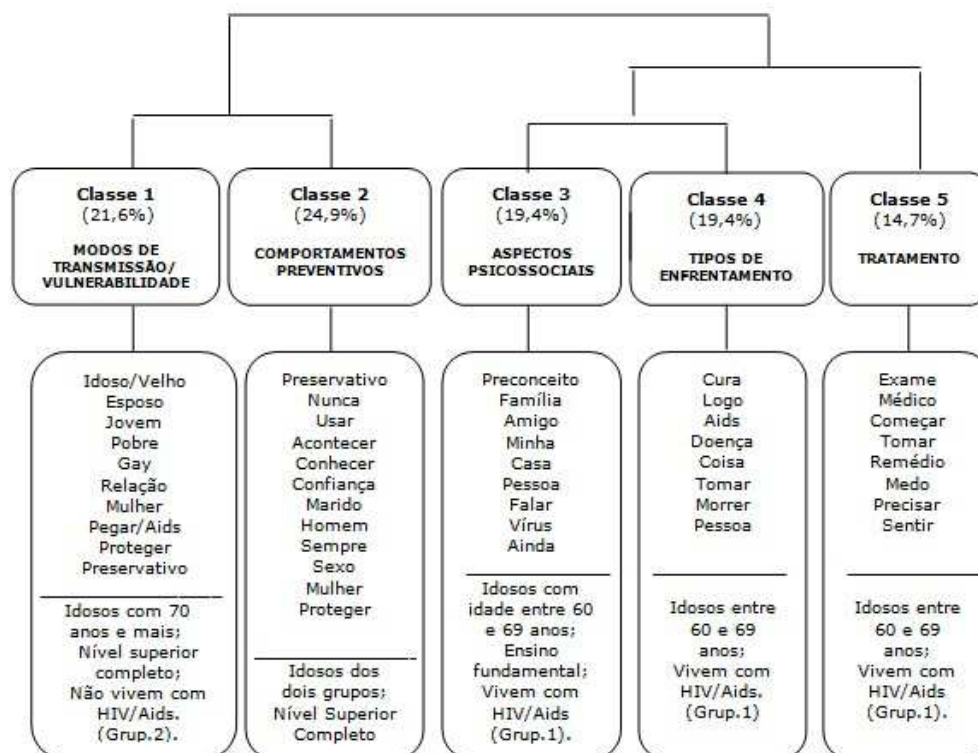 Classe 1
(21,6%)
MODOS DE
TRANSMISSÃO/
VULNERABILIDADE
Classe 2
(24,9%)
COMPORTAMENTOS
PREVENTIVOS
Classe 3
(19,4%)
ASPECTOS
PSICOSSOCIAIS
Classe 4
(19,4%)
TIPOS DE
ENFRENTAMENTO
Classe 5
(14,7%)
TRATAMENTO
Idoso/Velho
Esposo
Jovem
Pobre
Gay
Relação
Mulher
Pegar/Aids
Proteger
Preservativo
Idosos com 70
anos e mais;
Nível superior
completo;
Não vivem com
HIV/Aids.
(Grup.2).
Preservativo
Nunca
Usar
Acontecer
Conhecer
Confiança
Marido
Homem
Sempre
Sexo
Mulher
Proteger
Idosos dos
dois grupos;
Nível Superior
Completo
Preconceito
Família
Amigo
Minha
Casa
Pessoa
Falar
Vírus
Ainda
Idosos com
idade entre 60
e 69 anos;
Ensino
fundamental;
Vivem com
HIV/Aids
(Grup.1).
Cura
Logo
Aids
Doença
Coisa
Tomar
Morrer
Pessoa
Idosos entre
60 e 69
anos;
Vivem com
HIV/Aids.
(Grup.1)
Exame
Médico
Começar
Tomar
Remédio
Medo
Precisar
Sentir
Idosos entre
60 e 69
anos;
Vivem com
HIV/Aids
(Grup.1).